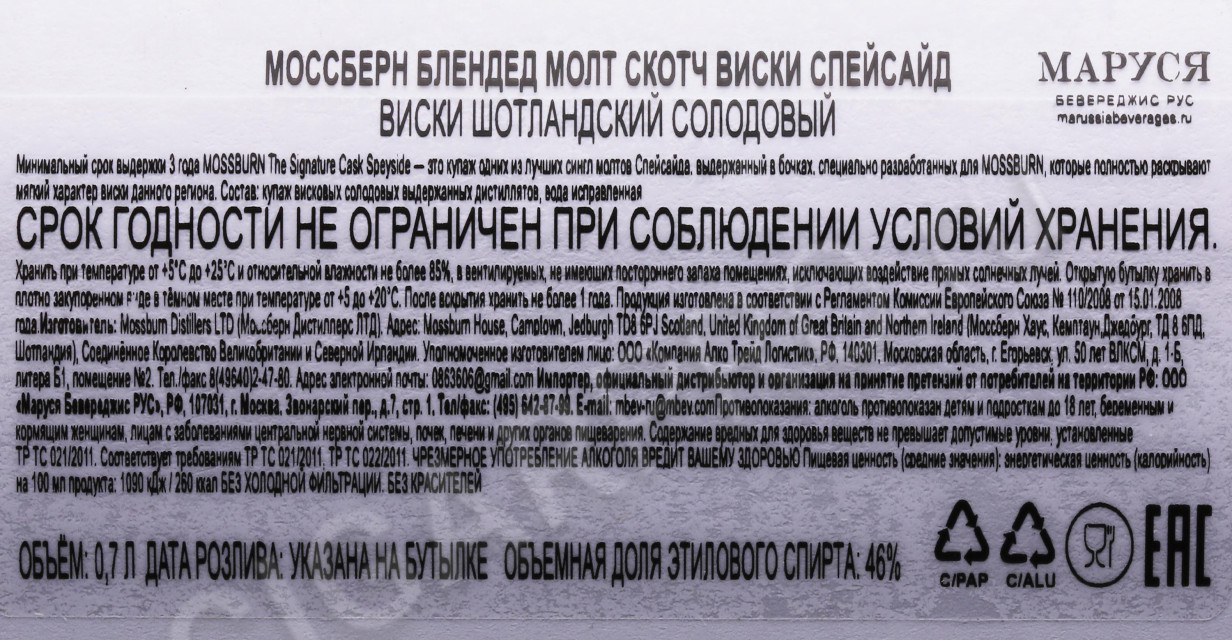 МОССБЕРН БЛЕНДЕД МОЛТ СКОТЧ ВИСКИ СПЕЙСАЙД
ВИСКИ ШОТЛАНДСКИЙ СОЛОДОВЫЙ
МАРУСЯ
БЕВЕРЕДЖИС РУС
marussiabeverages.ru
Минимальный срок выдержки 3 года MOSSBURN The Signature Cask Speyside – это купаж одних из лучших сингл молтов Спейсайда, выдержанный в бочках, специально разработанных для MOSSBURN, которые полностью раскрывают
мягкий характер виски данного региона. Состав: купаж висковых солодовых выдержанных дистиллятов, вода исправленная
СРОК ГОДНОСТИ НЕ ОГРАНИЧЕН ПРИ СОБЛЮДЕНИИ УСЛОВИЙ ХРАНЕНИЯ.
Хранить при температуре от +5°С до +25°С и относительной влажности не более 85%, в вентилируемых, не имеющих постороннего запаха помещениях, исключающих воздействие прямых солнечных лучей. Открытую бутылку хранить в
плотно закупоренном виде в тёмном месте при температуре от +5 до +20°С. После вскрытия хранить не более 1 года. Продукция изготовлена в соответствии с Регламентом Комиссии Европейского Союза № 110/2008 от 15.01.2008
года.Изготовитель: Mossburn Distillers LTD (Моссберн Дистиллерс ЛТД). Адрес: Mossburn House, Camptown, Jedburgh TD8 6PJ Scotland, United Kingdom of Great Britain and Northern Ireland (Моссберн Хаус, Кемптаун,Джедбург, ТД 8 6ПД,
Шотландия), Соединённое Королевство Великобритании и Северной Ирландии. Уполномоченное изготовителем лицо: ООО «Компания Алко Трейд Логистик», РФ, 140301, Московская область, г. Егорьевск, ул. 50 лет ВЛКСМ, д. 1-Б,
литера Б1, помещение №2. Тел./факс 8(49640)2-47-80. Адрес электронной почты: 0863606@gmail.com Импортер, официальный дистрибьютор и организация на принятие претензий от потребителей на территории РФ: ООО
«Маруся Бевереджис РУС», РФ, 107031, г. Москва, Звонарский пер., д.7, стр. 1. Тел/факс: (495) E-mail: mbev-ru@mbev.comПротивопоказания: алкоголь противопоказан детям и подросткам до 18 лет, беременным и
кормящим женщинам, лицам с заболеваниями центральной нервной системы, почек, печени и других органов пищеварения. Содержание вредных для здоровья веществ не превышает допустимые уровни, установленные
ТР ТС 021/2011. Соответствует требованиям ТР ТС 021/2011, ТР ТС 022/2011. ЧРЕЗМЕРНОЕ УПОТРЕБЛЕНИЕ АЛКОГОЛЯ ВРЕДИТ ВАШЕМУ ЗДОРОВЬЮ Пищевая ценность (средние значения): энергетическая ценность (калорийность)
на 100 мл продукта: 1090 кДж / 260 ккал БЕЗ ХОЛОДНОЙ ФИЛЬТРАЦИИ. БЕЗ КРАСИТЕЛЕЙ
ОБЪЁМ: 0,7 Л ДАТА РОЗЛИВА: УКАЗАНА НА БУТЫЛКЕ ОБЪЕМНАЯ ДОЛЯ ЭТИЛОВОГО СПИРТА: 46%
C/PAP C/ALU EAC